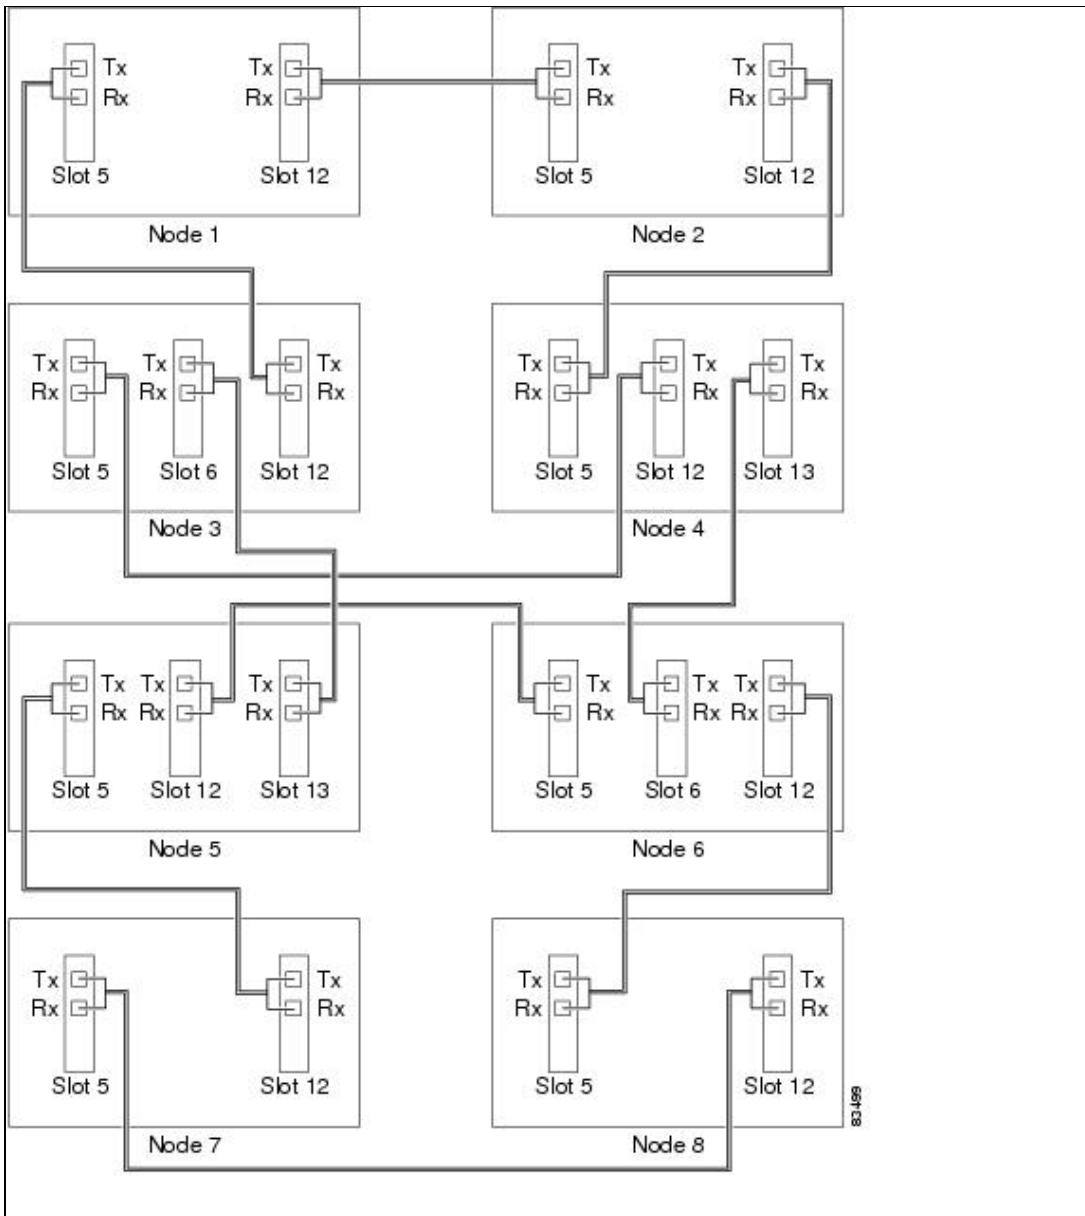 Tx Tx Tx Tx
Rx Rx Rx Rx
Slot 5 Slot 12 Slot 5 Slot 12
Node 1 Node 2
Tx Tx Tx Tx Tx Tx
Rx Rx Rx Rx Rx Rx
Slot 5 Slot 6 Slot 12 Slot 5 Slot 12 Slot 13
Node 3 Node 4
Tx Tx Tx Tx Tx Tx
Rx Rx Rx Rx Rx Rx
Slot 5 Slot 12 Slot 13 Slot 5 Slot 6 Slot 12
Node 5 Node 6
Tx Tx Tx Tx
Rx Rx Rx Rx
Slot 5 Slot 12 Slot 5 Slot 12
83499
Node 7 Node 8